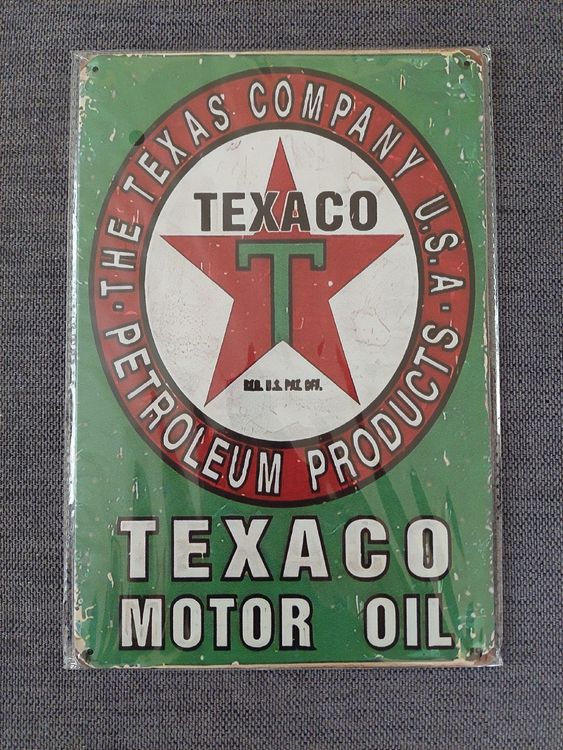 THE TEXAS COMPANY U.S.A.
TEXACO
T
REG. U.S. PAT. OFF.
PETROLEUM PRODUCTS
TEXACO
MOTOR OIL